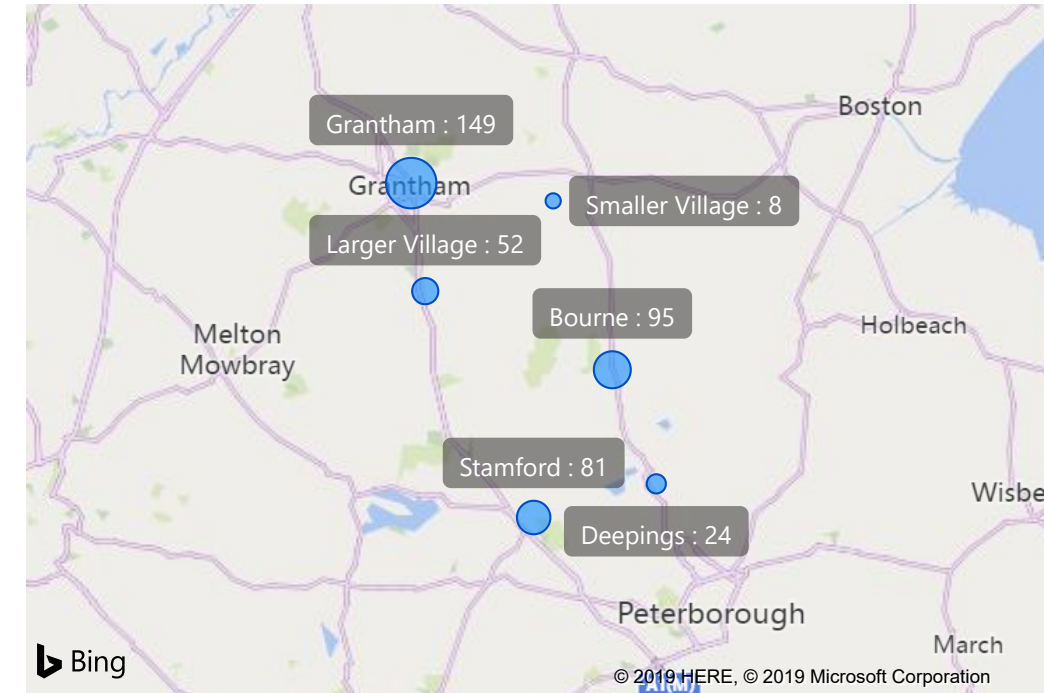 Boston
Grantham : 149
Grantham
Smaller Village : 8
Larger Village : 52
Bourne : 95
Holbeach
Melton
Mowbray
Stamford : 81
Wisbe
Deepings : 24
Peterborough
March
Bing
© 2019 HERE, © 2019 Microsoft Corporation
A1(M)